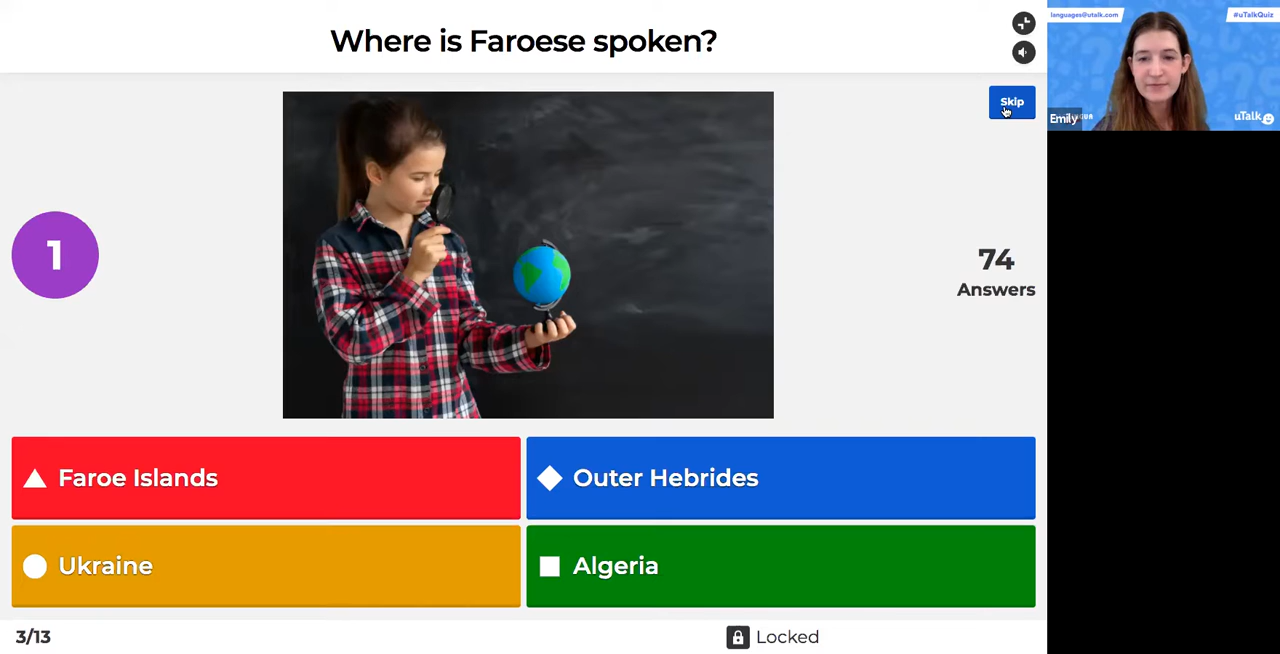 Where is Faroese spoken?
languages@utalk.com
#uTalkQuiz
Skip
Emily
uTalk
1
74
Answers
Faroe Islands
Outer Hebrides
Ukraine
Algeria
3/13
Locked